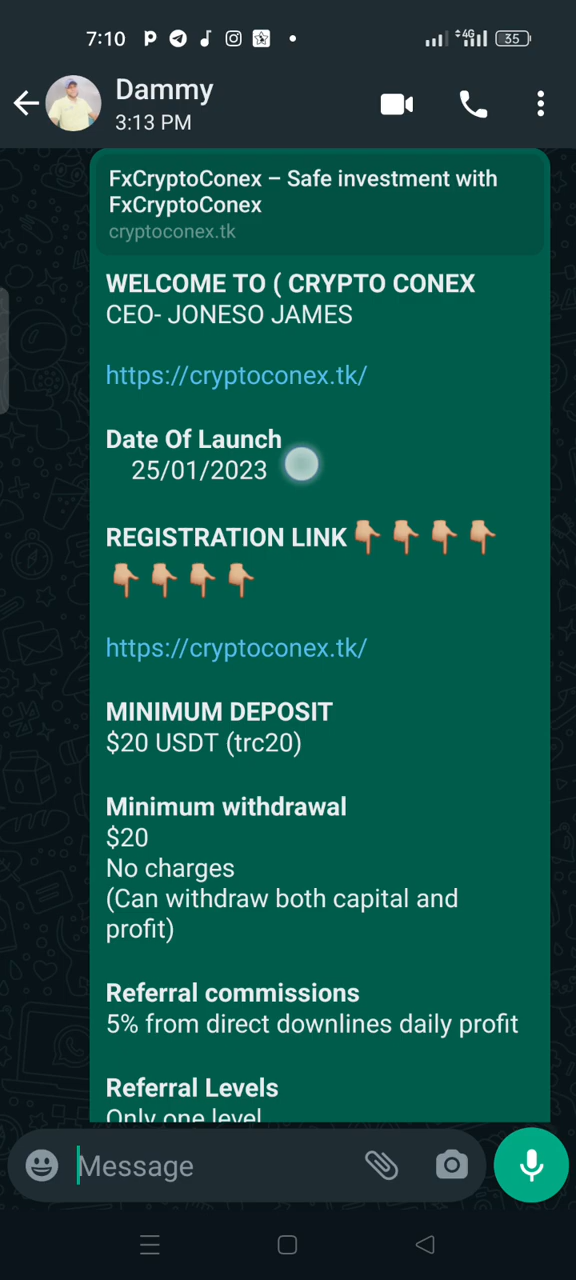 7:10
4G
35
Dammy
3:13 PM
FxCryptoConex – Safe investment with
FxCryptoConex
cryptoconex.tk
WELCOME TO ( CRYPTO CONEX
CEO- JONESO JAMES
https://cryptoconex.tk/
Date Of Launch
25/01/2023
REGISTRATION LINK👇🏼👇🏼👇🏼👇🏼
👇🏼👇🏼👇🏼👇🏼
https://cryptoconex.tk/
MINIMUM DEPOSIT
$20 USDT (trc20)
Minimum withdrawal
$20
No charges
(Can withdraw both capital and
profit)
Referral commissions
5% from direct downlines daily profit
Referral Levels
Only one level
Message